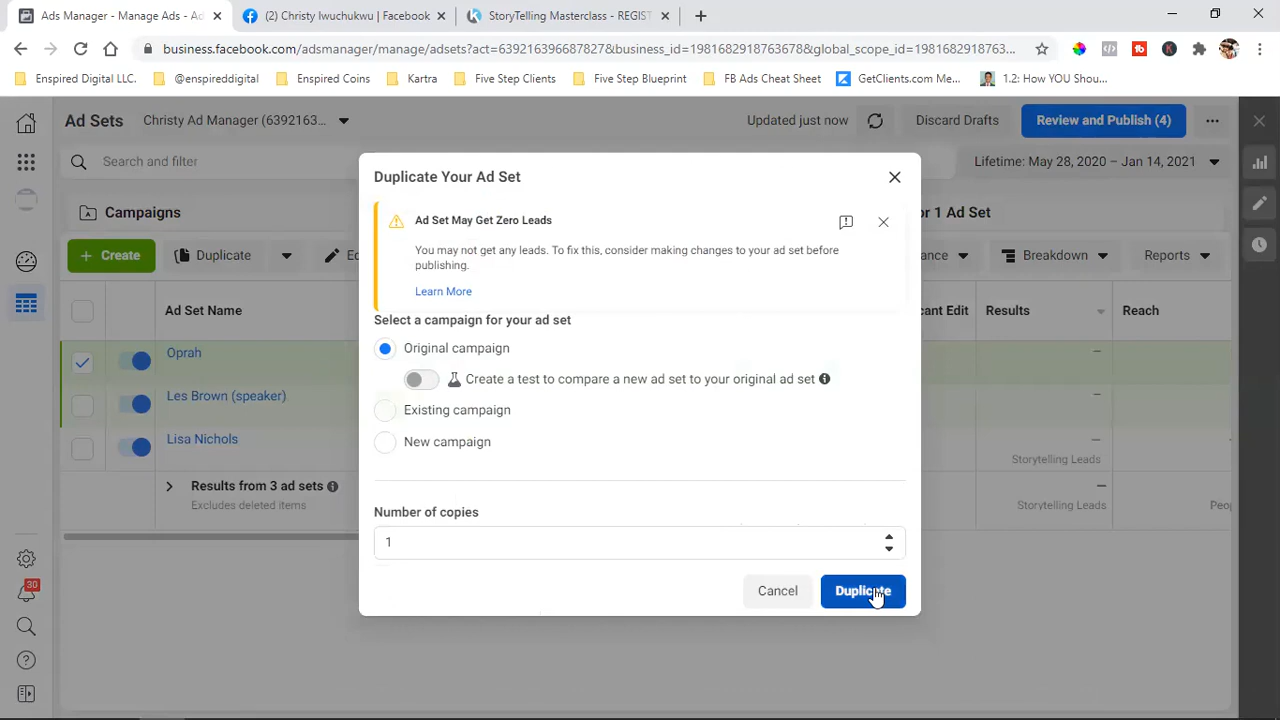 Ads Manager - Manage Ads - Ad
(2) Christy Iwuchukwu | Facebook
StoryTelling Masterclass - REGIST
business.facebook.com/adsmanager/manage/adsets?act=639216396687827&business_id=198168291876367&global_scope_id=1981682918763...
Enspired Digital LLC.
@enspireddigital
Enspired Coins
Kartra
Five Step Clients
Five Step Blueprint
FB Ads Cheat Sheet
GetClients.com Me...
1.2: How YOU Shou...
Ad Sets
Christy Ad Manager (6392163...
Updated just now
Discard Drafts
Review and Publish (4)
Search and filter
Lifetime: May 28, 2020 – Jan 14, 2021
Duplicate Your Ad Set
Campaigns
or 1 Ad Set
Ad Set May Get Zero Leads
You may not get any leads. To fix this, consider making changes to your ad set before
publishing.
Learn More
+ Create
Duplicate
Ed
ance
Breakdown
Reports
Ad Set Name
cant Edit
Results
Reach
Select a campaign for your ad set
Original campaign
Create a test to compare a new ad set to your original ad set
Existing campaign
New campaign
Oprah
—
Les Brown (speaker)
—
Lisa Nichols
—
Storytelling Leads
Results from 3 ad sets
Excludes deleted items
—
Storytelling Leads
Peop
Number of copies
1
Cancel
Duplicate
30